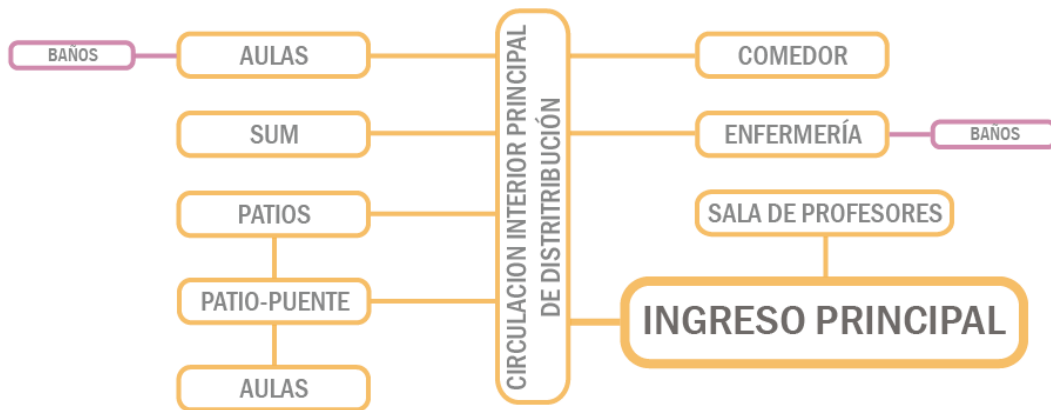 BAÑOS
AULAS
SUM
PATIOS
PATIO-PUENTE
AULAS
CIRCULACION INTERIOR PRINCIPAL
DE DISTRITRIBUCIÓN
COMEDOR
ENFERMERÍA
BAÑOS
SALA DE PROFESORES
INGRESO PRINCIPAL